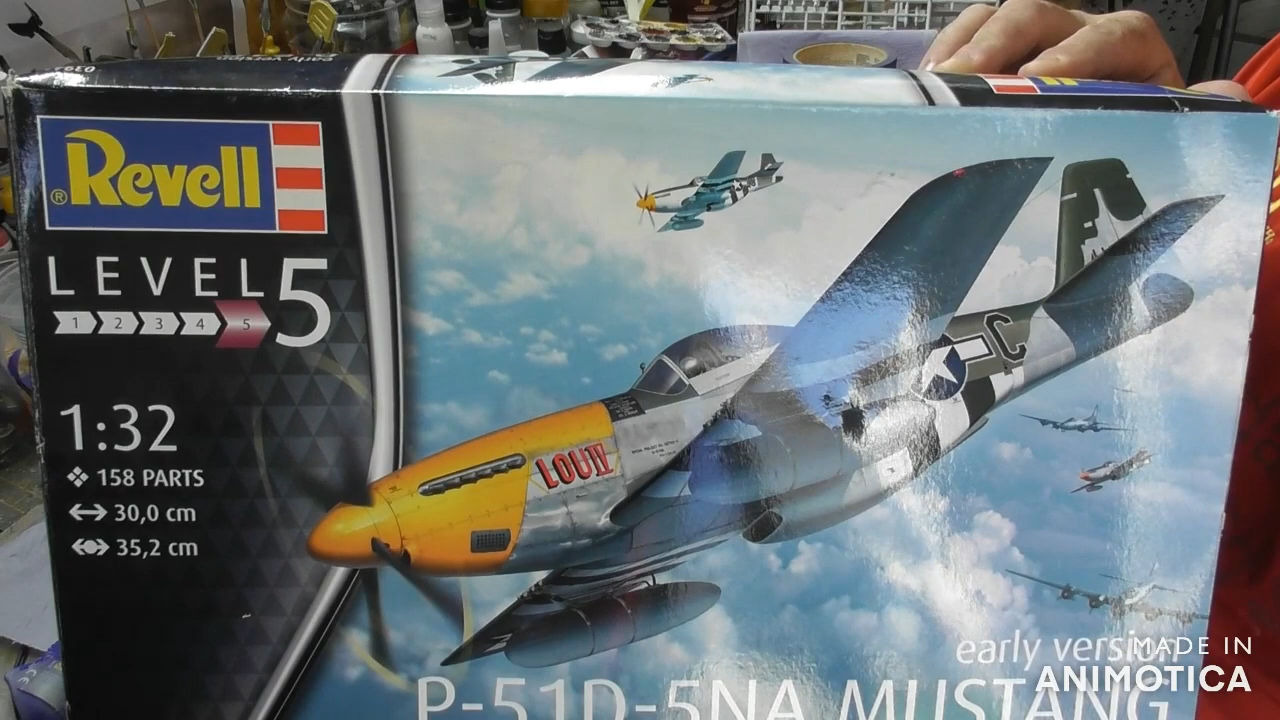 early version
® Revell
LEVEL 5
1 2 3 4 5
1:32
158 PARTS
30,0 cm
35,2 cm
LOU IV
C
early version
P-51D-5NA MUSTANG
MADE IN
ANIMOTICA